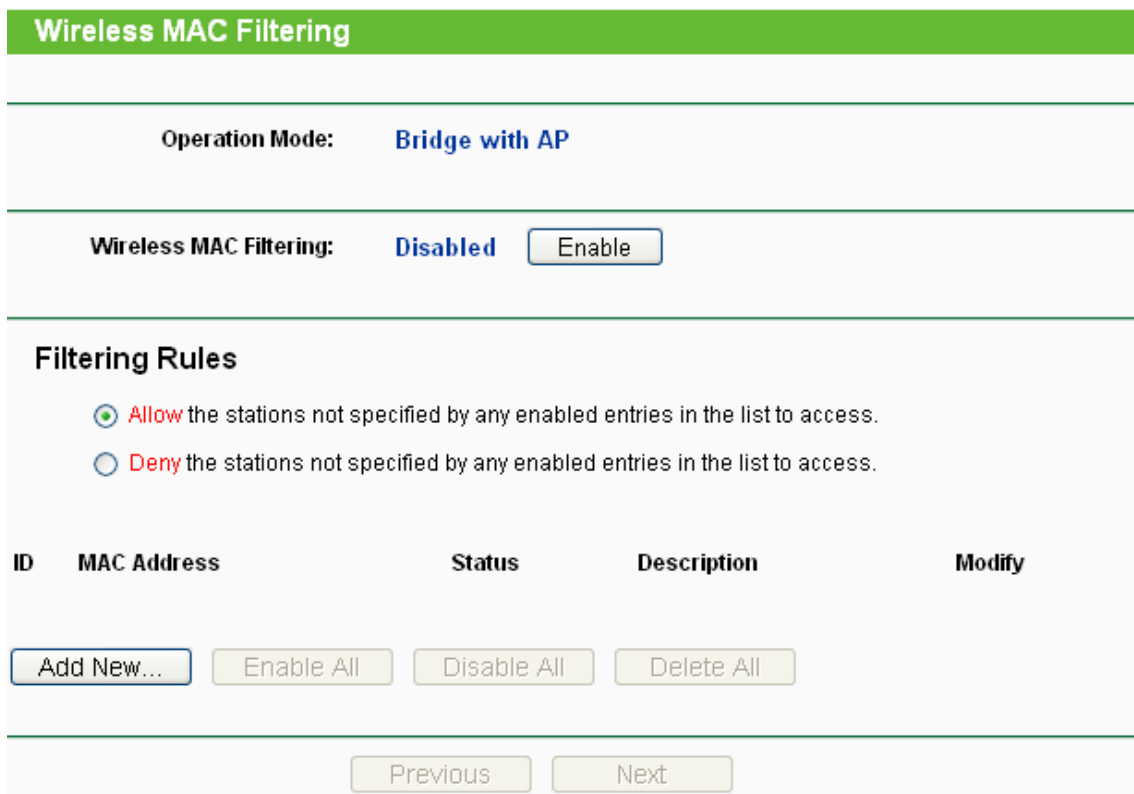 Wireless MAC Filtering
Operation Mode: Bridge with AP
Wireless MAC Filtering: Disabled Enable
Filtering Rules
Allow the stations not specified by any enabled entries in the list to access.
Deny the stations not specified by any enabled entries in the list to access.
ID MAC Address Status Description Modify
Add New... Enable All Disable All Delete All
Previous Next